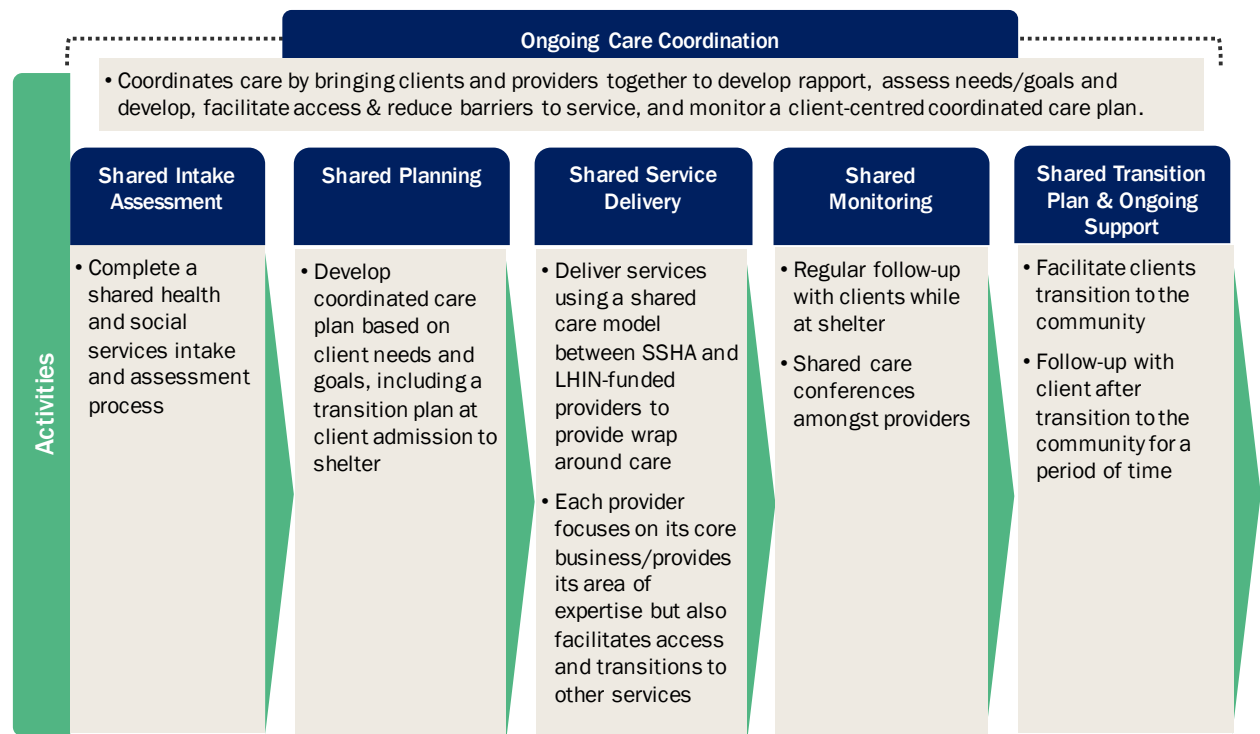 Ongoing Care Coordination
• Coordinates care by bringing clients and providers together to develop rapport, assess needs/goals and
develop, facilitate access & reduce barriers to service, and monitor a client-centred coordinated care plan.
Activities
Shared Intake
Assessment
• Complete a
shared health
and social
services intake
and assessment
process
Shared Planning
• Develop
coordinated care
plan based on
client needs and
goals, including a
transition plan at
client admission to
shelter
Shared Service
Delivery
• Deliver services
using a shared
care model
between SSHA and
LHIN-funded
providers to
provide wrap
around care
• Each provider
focuses on its core
business/provides
its area of
expertise but also
facilitates access
and transitions to
other services
Shared
Monitoring
• Regular follow-up
with clients while
at shelter
• Shared care
conferences
amongst providers
Shared Transition
Plan & Ongoing
Support
• Facilitate clients
transition to the
community
• Follow-up with
client after
transition to the
community for a
period of time